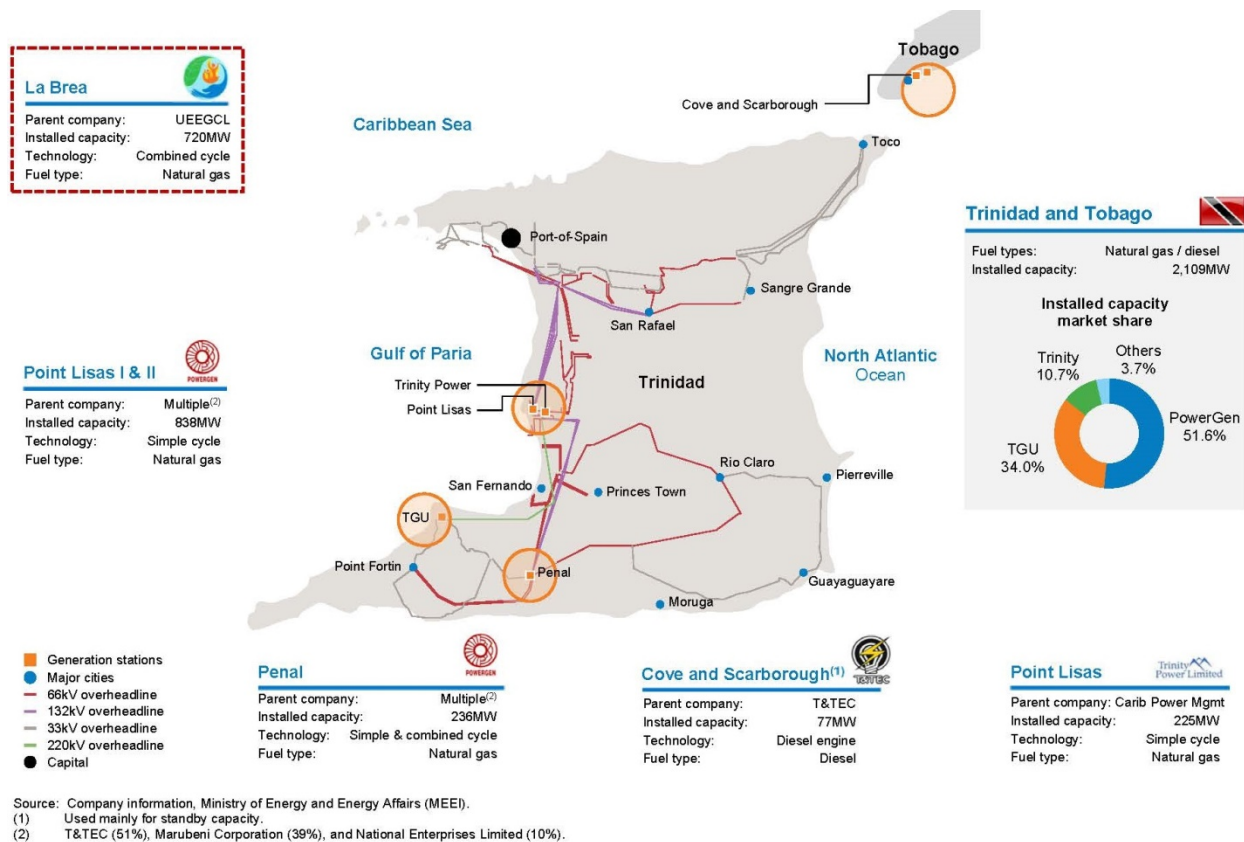 La Brea
Parent company: UEEGCL
Installed capacity: 720MW
Technology: Combined cycle
Fuel type: Natural gas
Tobago
Cove and Scarborough
Caribbean Sea
Toco
Port-of-Spain
Sangre Grande
San Rafael
Gulf of Paria
Trinity Power
Point Lisas
Trinidad
North Atlantic
Ocean
San Fernando
Princes Town
Rio Claro
Pierreville
TGU
Point Fortin
Penal
Guayaguayare
Moruga
Trinidad and Tobago
Fuel types: Natural gas / diesel
Installed capacity: 2,109MW
Installed capacity
market share
Trinity
10.7%
Others
3.7%
PowerGen
51.6%
TGU
34.0%
Point Lisas I & II
POWERGEN
Parent company: Multiple(2)
Installed capacity: 838MW
Technology: Simple cycle
Fuel type: Natural gas
Generation stations
Major cities
66kV overheadline
132kV overheadline
33kV overheadline
220kV overheadline
Capital
Penal
POWERGEN
Parent company: Multiple(2)
Installed capacity: 236MW
Technology: Simple & combined cycle
Fuel type: Natural gas
Cove and Scarborough(1)
T&TEC
Parent company: T&TEC
Installed capacity: 77MW
Technology: Diesel engine
Fuel type: Diesel
Point Lisas
Trinity
Power Limited
Parent company: Carib Power Mgmt
Installed capacity: 225MW
Technology: Simple cycle
Fuel type: Natural gas
Source: Company information, Ministry of Energy and Energy Affairs (MEEI).
(1) Used mainly for standby capacity.
(2) T&TEC (51%), Marubeni Corporation (39%), and National Enterprises Limited (10%).